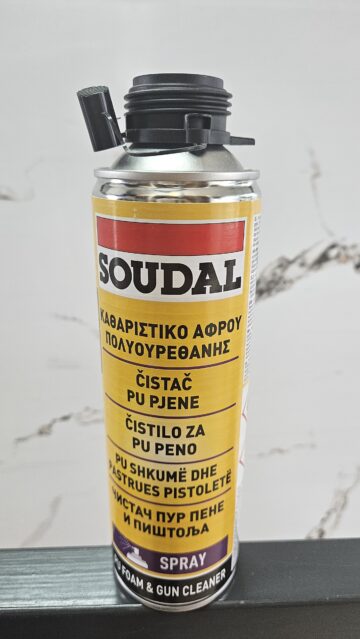 SOUDAL
ΚΑΘΑΡΙΣΤΙΚΟ ΑΦΡΟΥ
ΠΟΛΥΟΥΡΕΘΑΝΗΣ
ČISTAČ
PU PJENE
ČISTILO ZA
PU PENO
PU SHKUMË DHE
PASTRUES PISTOLETË
ЧИСТАЧ ПУР ПЕНЕ
И ПИШТОЉА
SPRAY
PU FOAM & GUN CLEANER